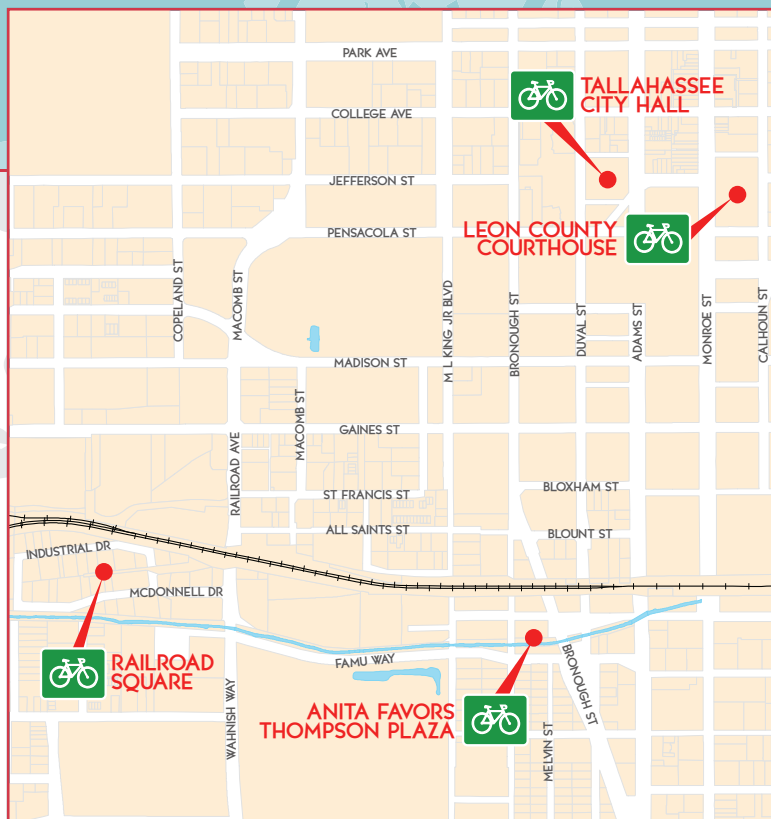 PARK AVE
TALLAHASSEE
CITY HALL
COLLEGE AVE
JEFFERSON ST
LEON COUNTY
COURTHOUSE
PENSACOLA ST
COPELAND ST
MACOMB ST
M L KING JR BLVD
BRONOUGH ST
DUVAL ST
ADAMS ST
MONROE ST
CALHOUN ST
MADISON ST
MACOMB ST
GAINES ST
RAILROAD AVE
ST FRANCIS ST
BLOXHAM ST
ALL SAINTS ST
BLOUNT ST
INDUSTRIAL DR
MCDONNELL DR
RAILROAD
SQUARE
FAMU WAY
BRONOUGH ST
WAHNISH WAY
ANITA FAVORS
THOMPSON PLAZA
MELVIN ST